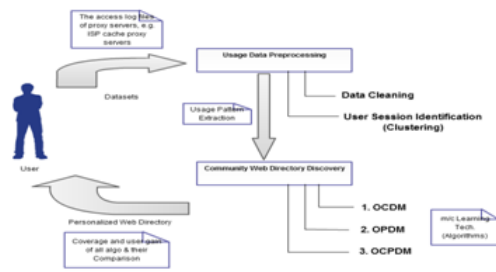 The access log files
of proxy servers, e.g.
ISP cache proxy
servers
Datasets
Usage Data Preprocessing
Data Cleaning
User Session Identification
(Clustering)
Usage Pattern
Extraction
User
Community Web Directory Discovery
1. OCDM
2. OPDM
3. OCPDM
m/c Learning
Tech.
(Algorithms)
Personalized Web Directory
Coverage and user gain
of all algo & their
Comparison